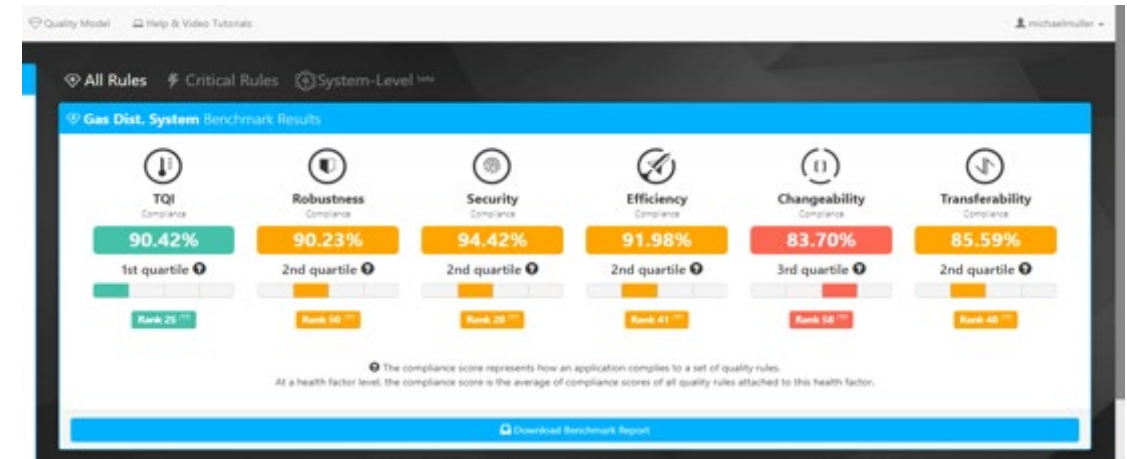 Quality Model Help & Video Tutorials michaelmuller
All Rules Critical Rules System-Level beta
Gas Dist. System Benchmark Results
TQI Robustness Security Efficiency Changeability Transferability
Compliance Compliance Compliance Compliance Compliance Compliance
90.42% 90.23% 94.42% 91.98% 83.70% 85.59%
1st quartile 2nd quartile 2nd quartile 2nd quartile 3rd quartile 2nd quartile
Rank 25 Rank 50 Rank 28 Rank 41 Rank 58 Rank 40
The compliance score represents how an application complies to a set of quality rules.
At a health factor level, the compliance score is the average of compliance scores of all quality rules attached to this health factor.
Download Benchmark Report